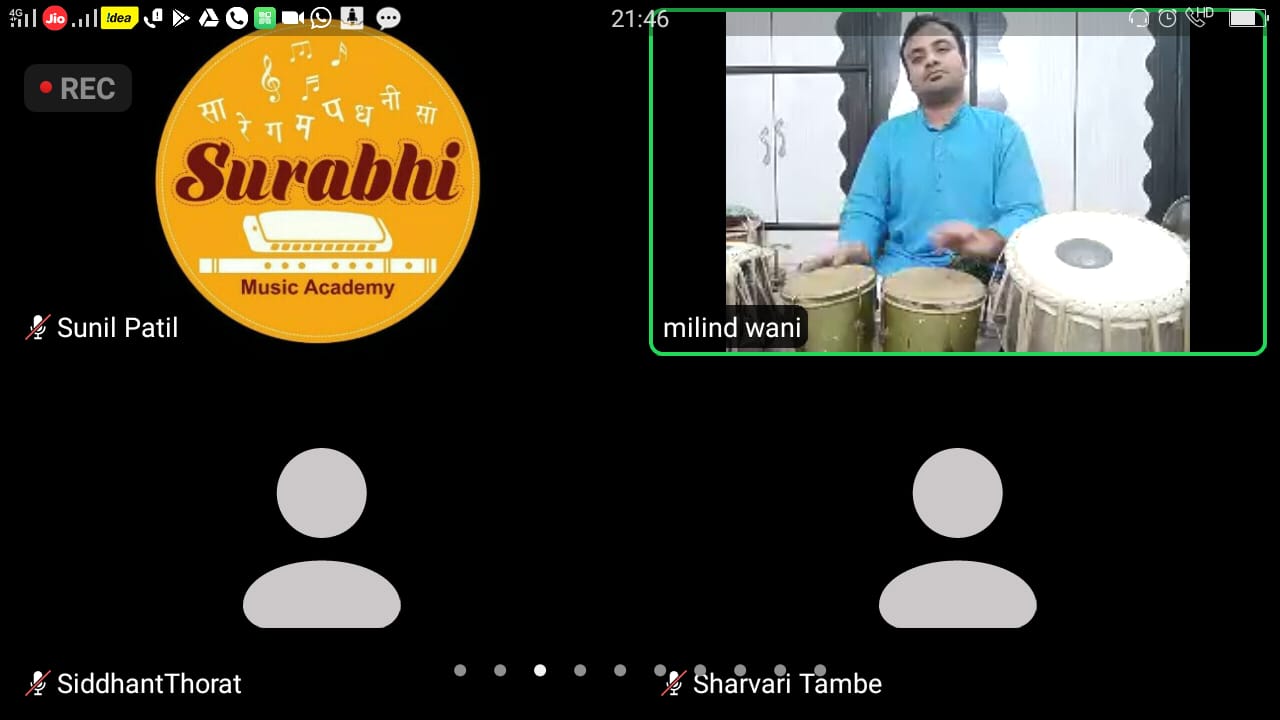 4G
Jio
!dea
21:46
HD
REC
सा रे ग म प ध नी सां
Surabhi
Music Academy
Sunil Patil
milind wani
SiddhantThorat
Sharvari Tambe